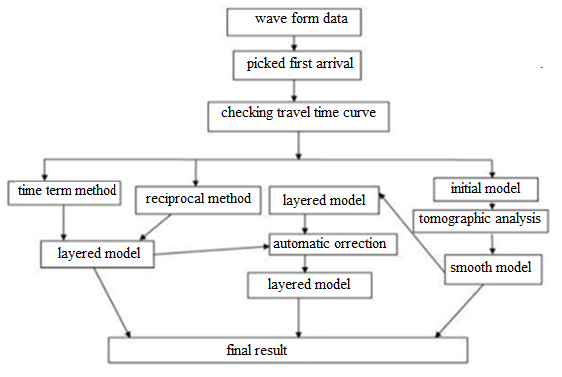 wave form data
picked first arrival
checking travel time curve
time term method
reciprocal method
layered model
initial model
tomographic analysis
layered model
automatic orrection
smooth model
layered model
final result